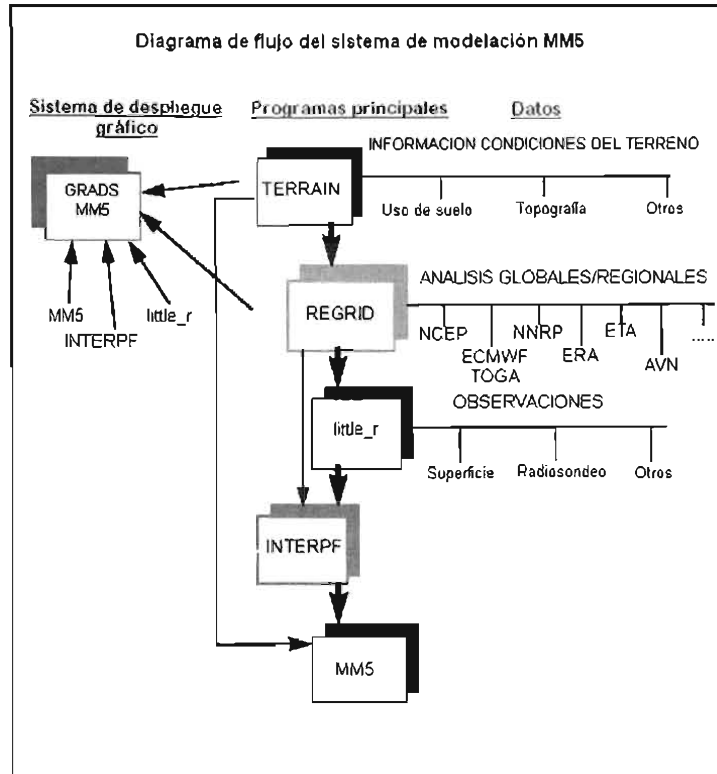 Diagrama de flujo del sistema de modelación MM5
Sistema de despliegue
gráfico
Programas principales
Datos
INFORMACION CONDICIONES DEL TERRENO
GRADS
MM5
TERRAIN
Uso de suelo
Topografía
Otros
ANALISIS GLOBALES/REGIONALES
MM5
little_r
INTERPF
REGRID
NCEP
NNRP
ETA
.....
ECMWF
TOGA
ERA
AVN
OBSERVACIONES
little_r
Superficie
Radiosondeo
Otros
INTERPF
MM5